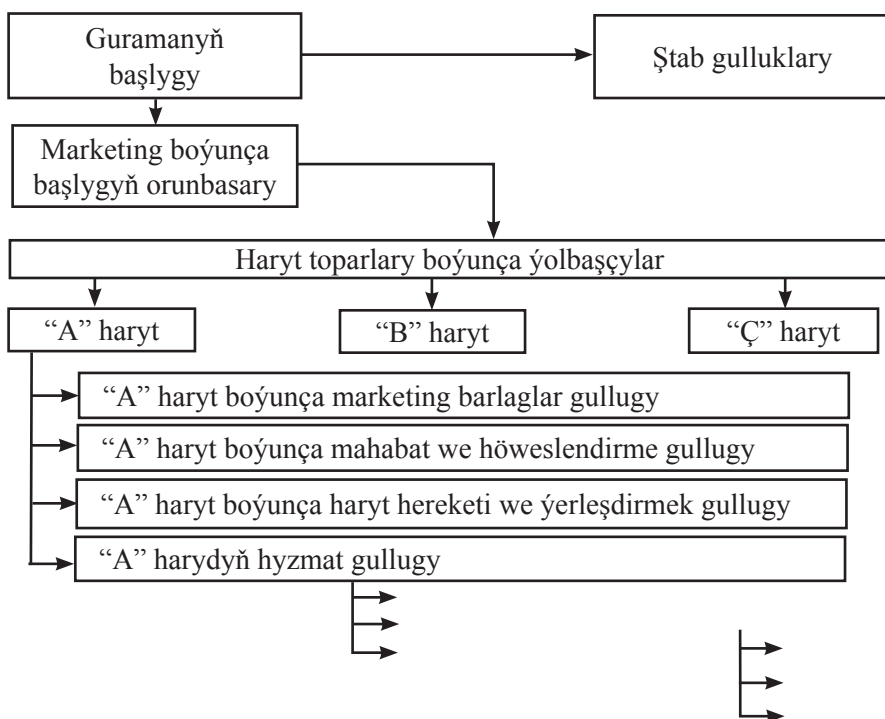 Guramanyň
başlygy
Ştab gulluklary
Marketing boýunça
başlygyň orunbasary
Haryt toparlary boýunça ýolbaşçylar
“A” haryt
“B” haryt
“Ç” haryt
“A” haryt boýunça marketing barlaglar gullugy
“A” haryt boýunça mahabat we höweslendirme gullugy
“A” haryt boýunça haryt hereketi we ýerleşdirmek gullugy
“A” harydyň hyzmat gullugy